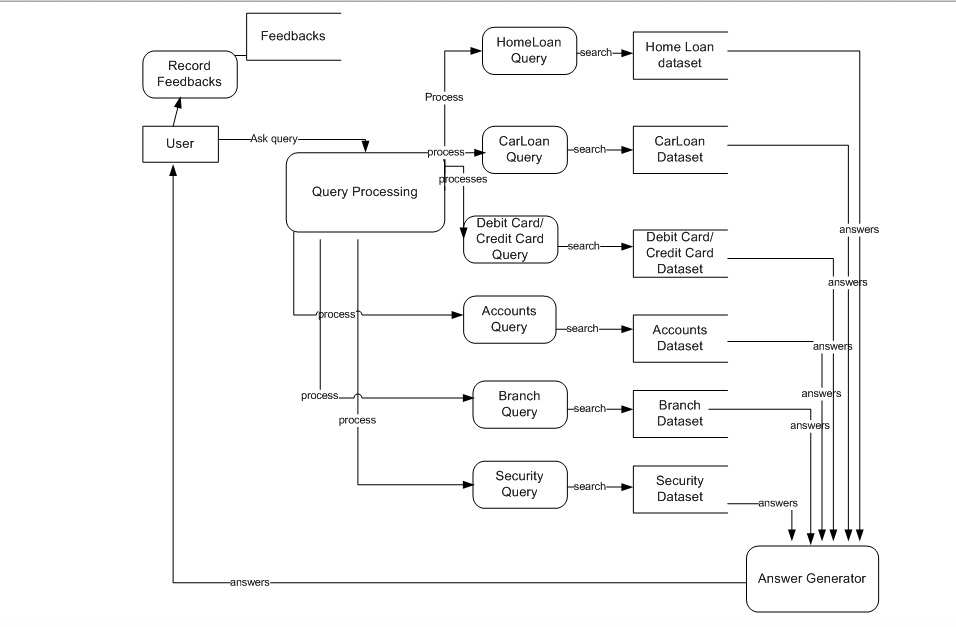 Feedbacks
Record
Feedbacks
User
Ask query
Query Processing
Process
HomeLoan
Query
search
Home Loan
dataset
process
CarLoan
Query
search
CarLoan
Dataset
processes
Debit Card/
Credit Card
Query
search
Debit Card/
Credit Card
Dataset
answers
answers
process
Accounts
Query
search
Accounts
Dataset
answers
answers
process
Branch
Query
search
Branch
Dataset
answers
process
Security
Query
search
Security
Dataset
answers
Answer Generator
answers